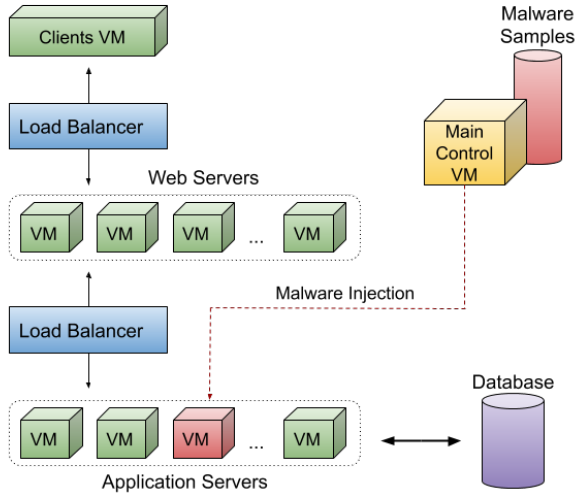 Clients VM
Malware
Samples
Load Balancer
Main
Control
VM
Web Servers
VM VM VM ... VM
Malware Injection
Load Balancer
Database
VM VM VM ... VM
Application Servers